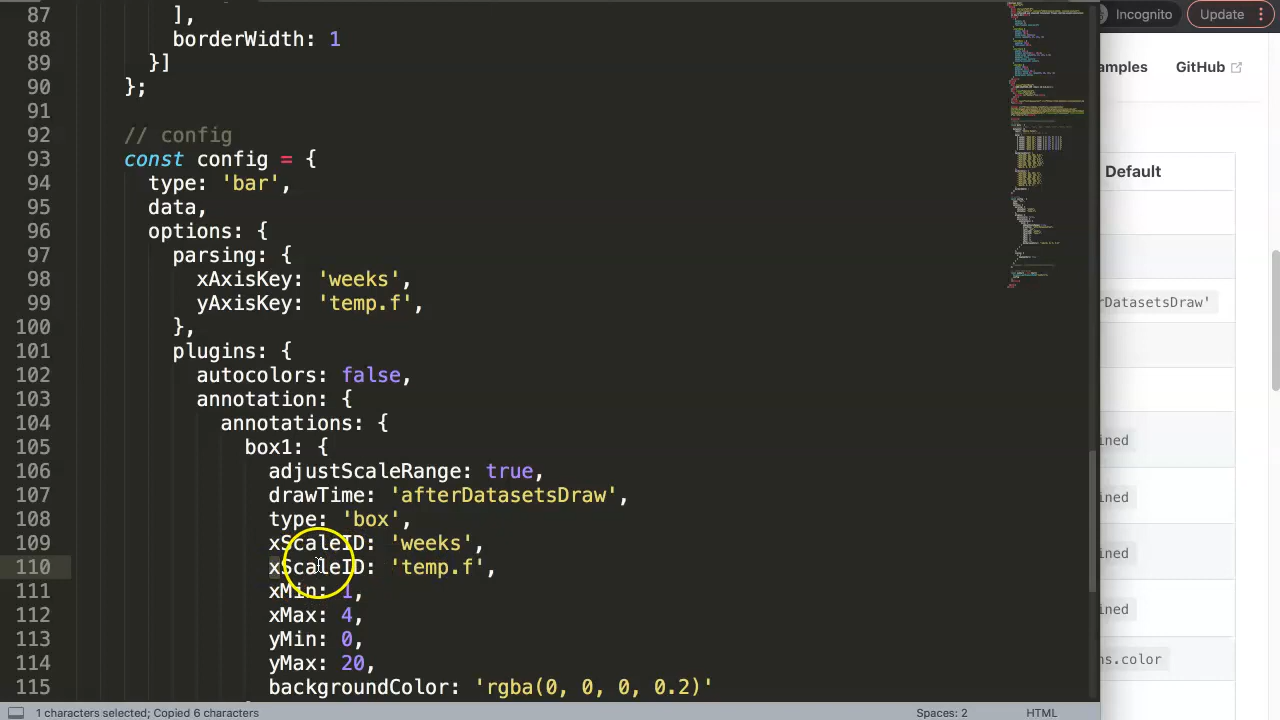 87 ],
88 borderWidth: 1
89 }]
90 };
91
92 // config
93 const config = {
94 type: 'bar',
95 data,
96 options: {
97 parsing: {
98 xAxisKey: 'weeks',
99 yAxisKey: 'temp.f',
100 },
101 plugins: {
102 autocolors: false,
103 annotation: {
104 annotations: {
105 box1: {
106 adjustScaleRange: true,
107 drawTime: 'afterDatasetsDraw',
108 type: 'box',
109 xScaleID: 'weeks',
110 xScaleID: 'temp.f',
111 xMin: 1,
112 xMax: 4,
113 yMin: 0,
114 yMax: 20,
115 backgroundColor: 'rgba(0, 0, 0, 0.2)'
1 characters selected; Copied 6 characters
Spaces: 2
HTML
Incognito
Update
amples
GitHub
Default
rDatasetsDraw'
ined
ined
ined
ined
ns.color